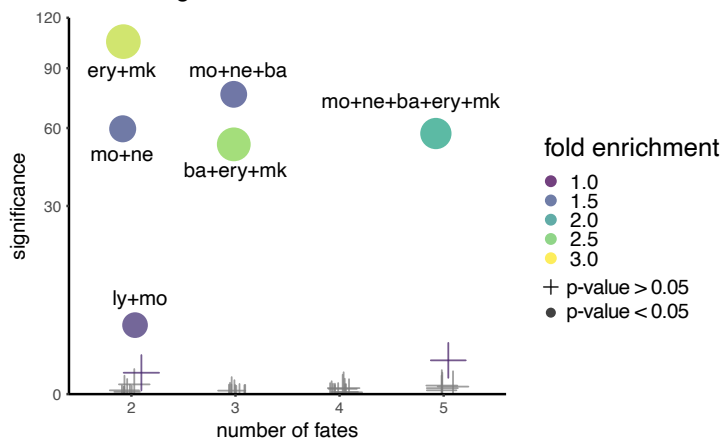 120
90
60
30
0
significance
ery+mk
mo+ne+ba
mo+ne+ba+ery+mk
mo+ne
ba+ery+mk
ly+mo
2
3
4
5
number of fates
fold enrichment
1.0
1.5
2.0
2.5
3.0
p-value > 0.05
p-value < 0.05